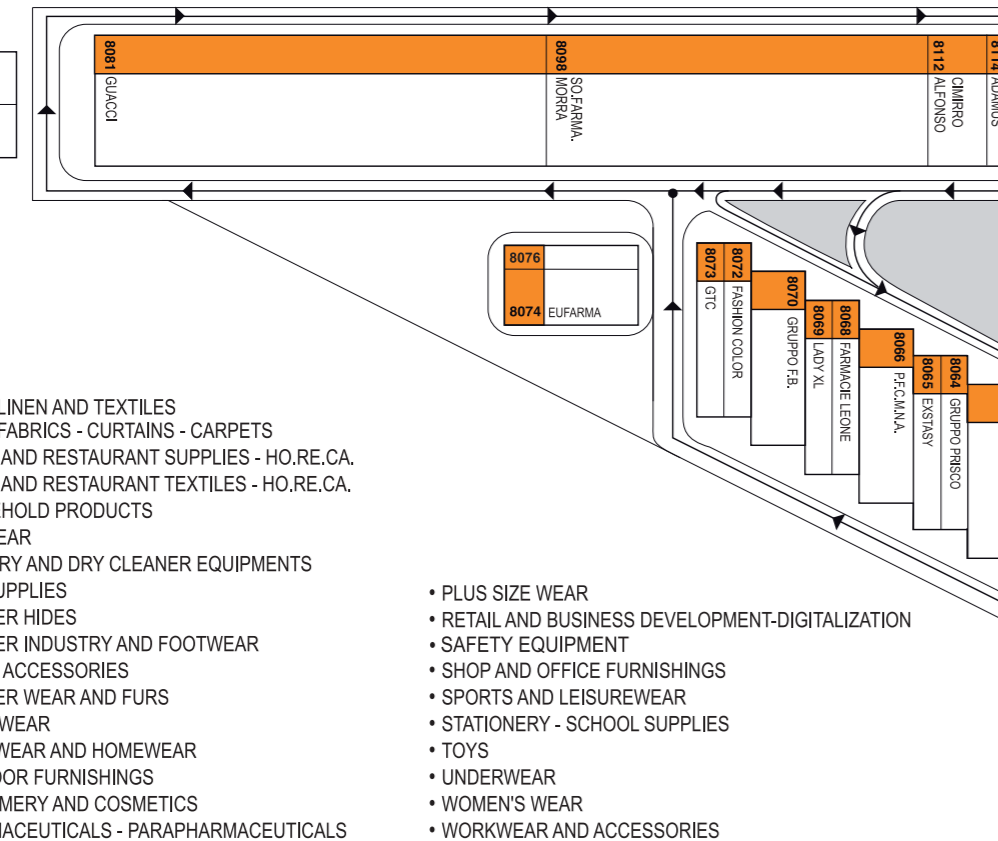 8081
GUACCI
8098
SO.FARMA.
MORRA
8112
CIMIRRO
ALFONSO
8114
ADAMUS
8076
8074 EUFARMA
8073
GTC
8072
FASHION COLOR
8070
GRUPPO F.B.
8069
LADY XL
8068
FARMACIE LEONE
8066
P.F.C.M.N.A.
8065
EXSTASY
8064
GRUPPO PRISCO
LINEN AND TEXTILES
FABRICS - CURTAINS - CARPETS
AND RESTAURANT SUPPLIES - HO.RE.CA.
AND RESTAURANT TEXTILES - HO.RE.CA.
EHOLD PRODUCTS
EAR
RY AND DRY CLEANER EQUIPMENTS
UPPLIES
ER HIDES
ER INDUSTRY AND FOOTWEAR
ACCESSORIES
ER WEAR AND FURS
WEAR
WEAR AND HOMEWEAR
OOR FURNISHINGS
MERY AND COSMETICS
MACEUTICALS - PARAPHARMACEUTICALS
• PLUS SIZE WEAR
• RETAIL AND BUSINESS DEVELOPMENT-DIGITALIZATION
• SAFETY EQUIPMENT
• SHOP AND OFFICE FURNISHINGS
• SPORTS AND LEISUREWEAR
• STATIONERY - SCHOOL SUPPLIES
• TOYS
• UNDERWEAR
• WOMEN'S WEAR
• WORKWEAR AND ACCESSORIES